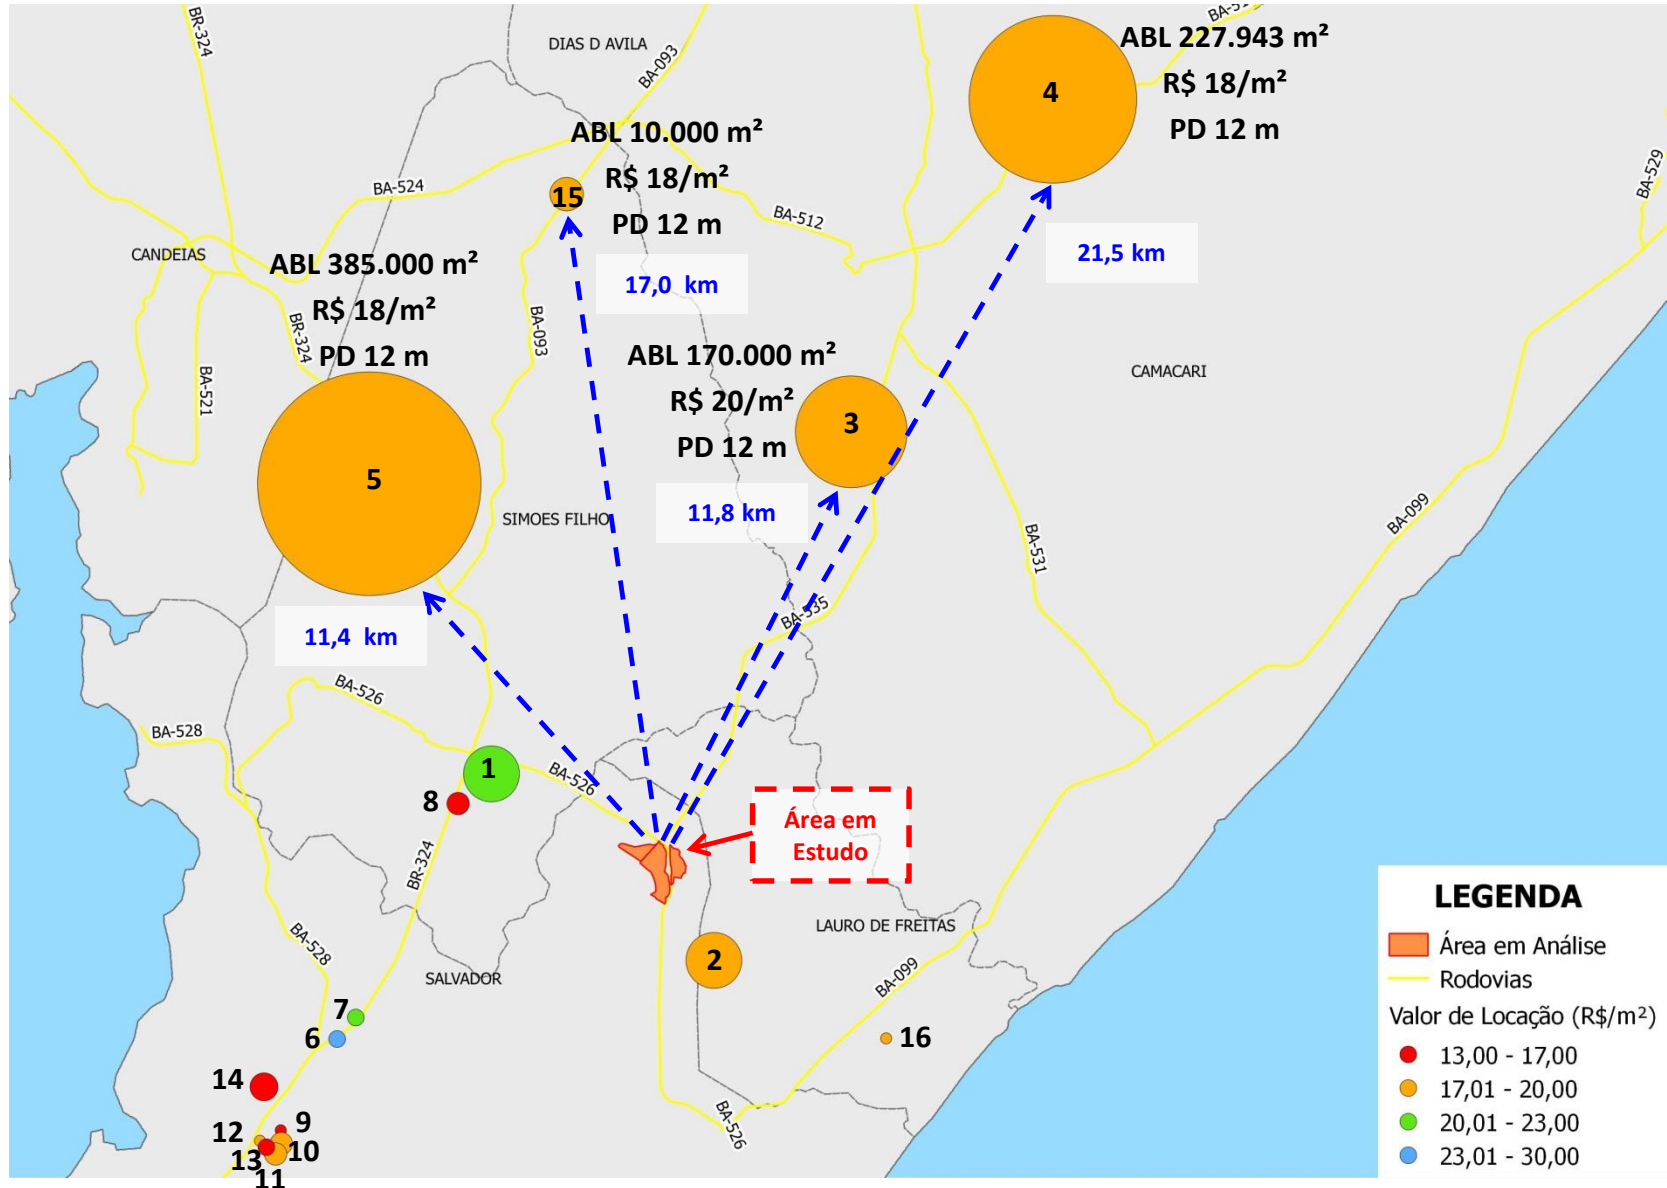 BR-324
DIAS D AVILA
BA-093
BA-51
ABL 227.943 m²
R$ 18/m²
PD 12 m
4
ABL 10.000 m²
R$ 18/m²
PD 12 m
15
BA-524
BA-512
BA-529
CANDEIAS
ABL 385.000 m²
R$ 18/m²
PD 12 m
17,0 km
21,5 km
BR-324
BA-093
BA-521
ABL 170.000 m²
R$ 20/m²
PD 12 m
CAMACARI
3
5
SIMOES FILHO
11,8 km
BA-099
BA-531
BA-535
11,4 km
BA-526
BA-528
1
8
BA-526
Área em
Estudo
BR-324
LAURO DE FREITAS
BA-528
SALVADOR
2
BA-099
7
6
16
14
9
12
10
13
11
BA-526
LEGENDA
Área em Análise
Rodovias
Valor de Locação (R$/m²)
13,00 - 17,00
17,01 - 20,00
20,01 - 23,00
23,01 - 30,00